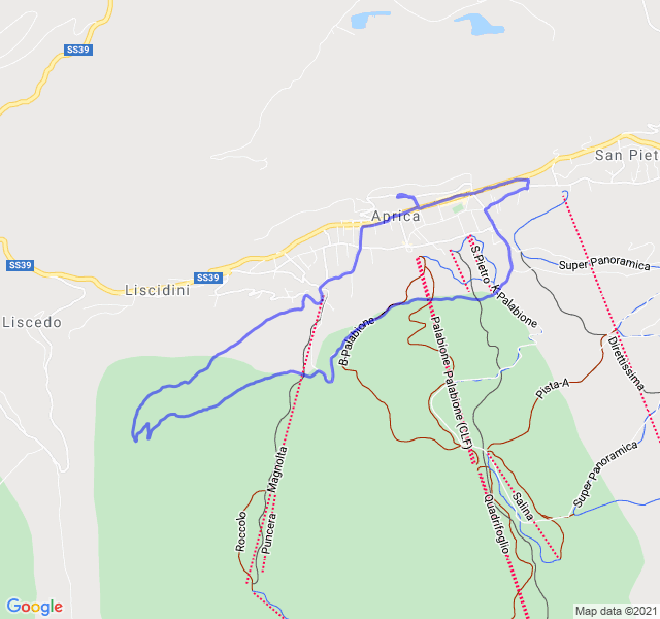 SS39
San Piet
Aprica
SS39
SS39
Liscidini
Liscedo
S.Pietro
A-Palabione
Super Panoramica
B-Palabione
Palabione
Palabione (CLF)
Direttissima
Pista-A
Super Panoramica
Magnolta
Salina
Quadrifoglio
Roccolo
Puncera
Google
Map data ©2021